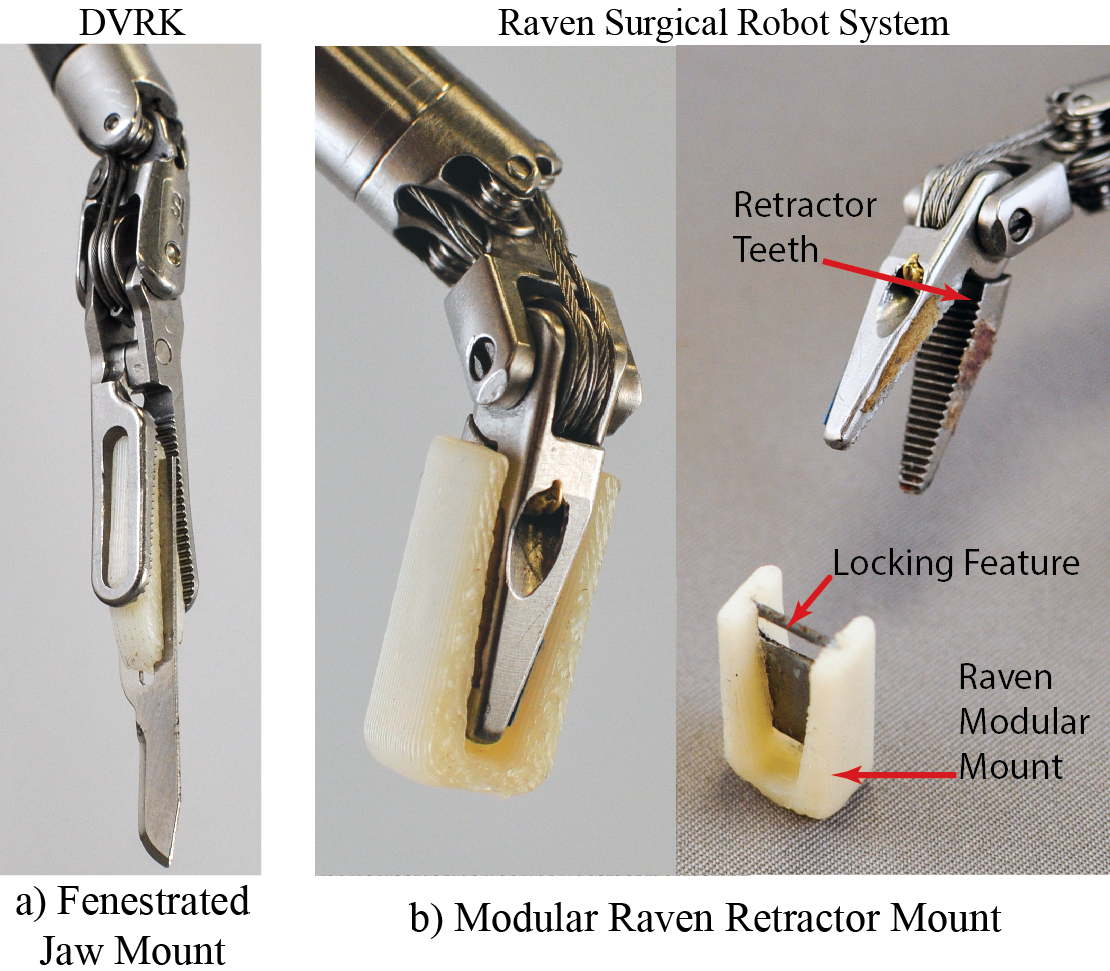 DVRK
Raven Surgical Robot System
Retractor
Teeth
Locking Feature
Raven
Modular
Mount
a) Fenestrated
Jaw Mount
b) Modular Raven Retractor Mount